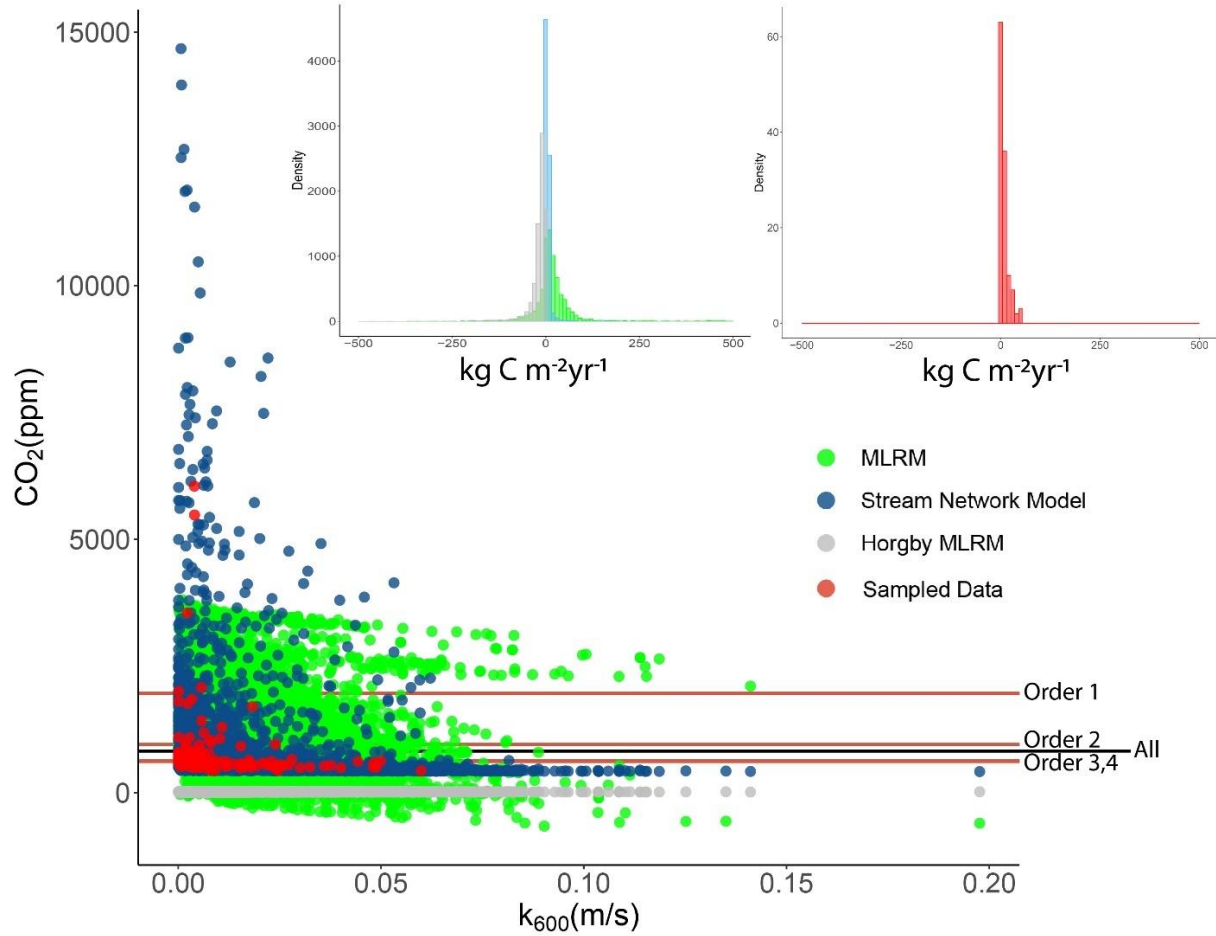 15000
10000
5000
0
CO₂(ppm)
0.00
0.05
0.10
0.15
0.20
k₆₀₀(m/s)
4000
3000
2000
1000
0
Density
−500
−250
0
250
500
kg C m⁻²yr⁻¹
60
40
20
0
Density
−500
−250
0
250
500
kg C m⁻²yr⁻¹
MLRM
Stream Network Model
Horgby MLRM
Sampled Data
Order 1
Order 2
All
Order 3,4